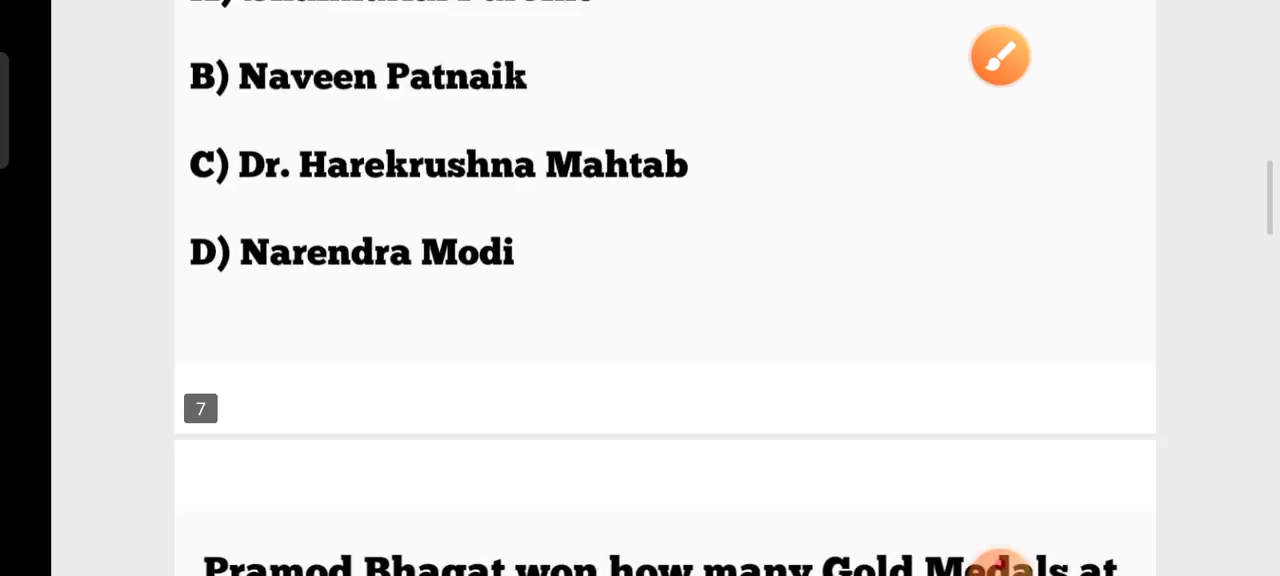 B) Naveen Patnaik
C) Dr. Harekrushna Mahtab
D) Narendra Modi
7
Pramod Bhagat won how many Gold Medals at